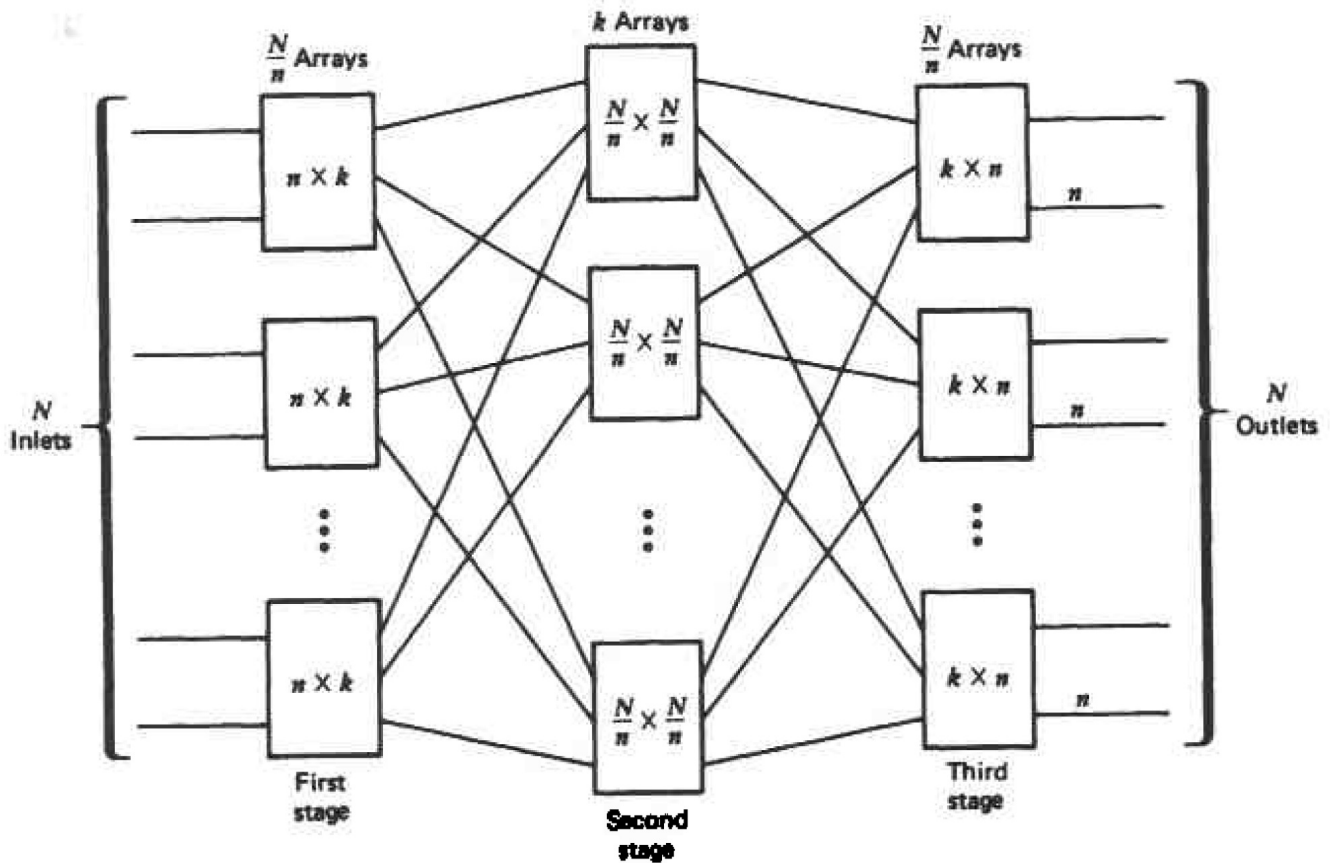 k Arrays
N/n Arrays
N/n Arrays
n × k
N/n × N/n
k × n
n
n × k
N/n × N/n
k × n
n
N
Inlets
N
Outlets
n × k
N/n × N/n
k × n
n
First
stage
Second
stage
Third
stage